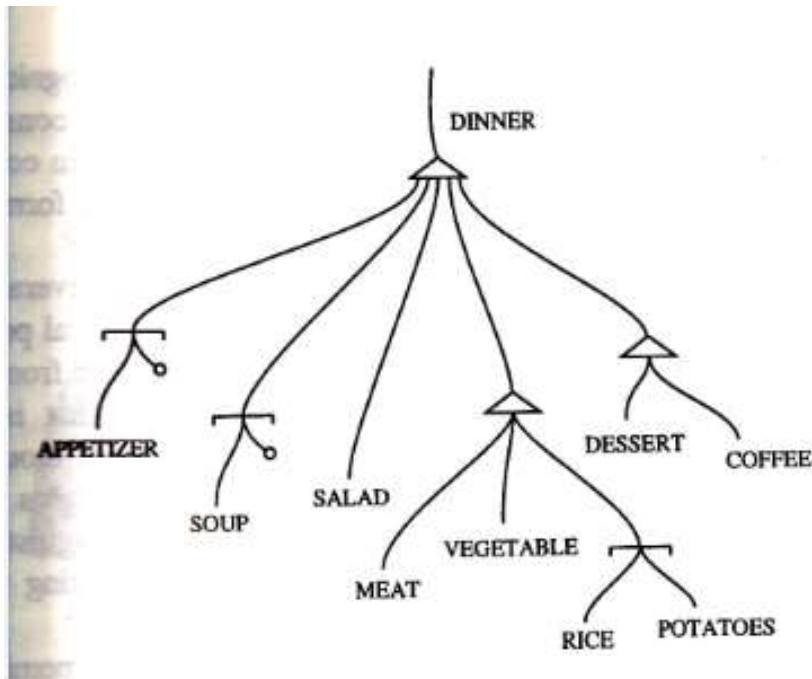 DINNER
APPETIZER
SOUP
SALAD
MEAT
VEGETABLE
RICE
POTATOES
DESSERT
COFFEE